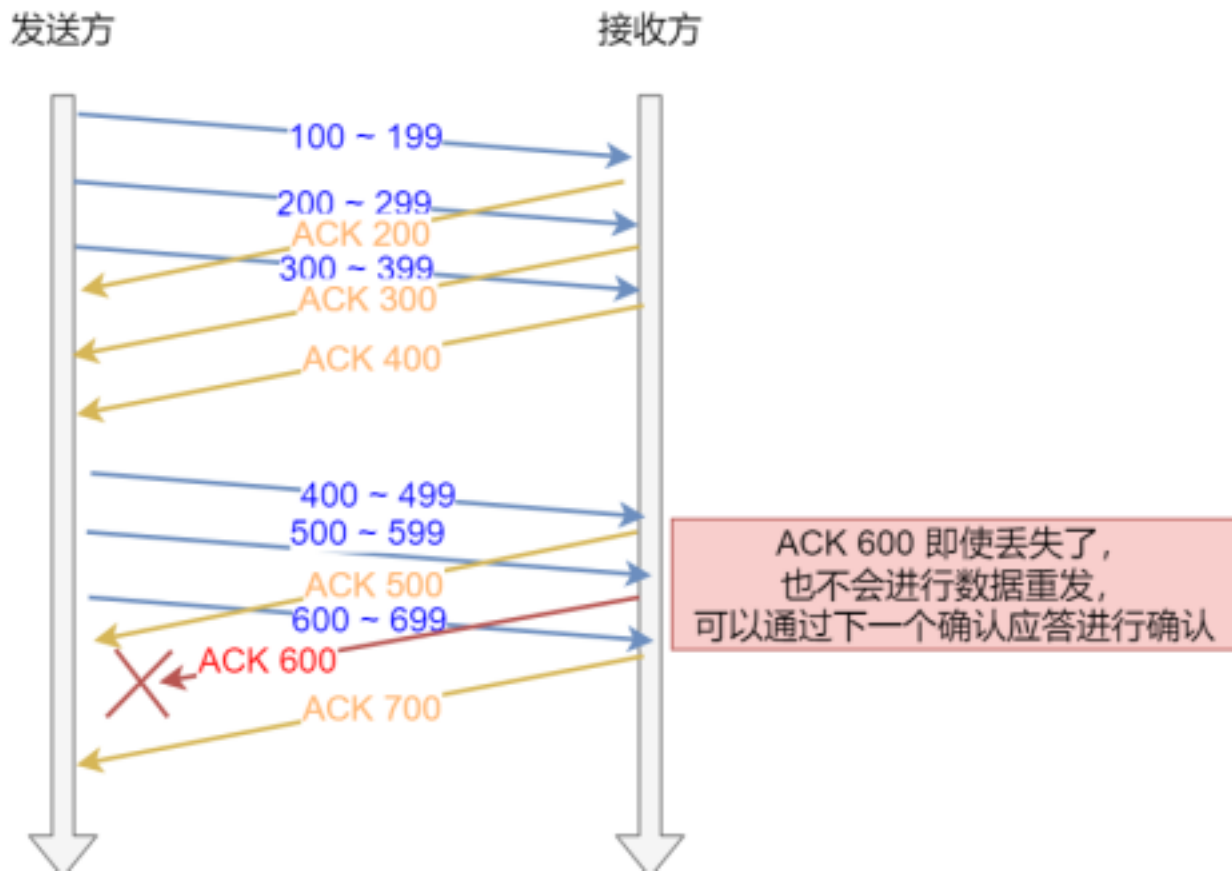 发送方
接收方
100 ~ 199
200 ~ 299
ACK 200
300 ~ 399
ACK 300
ACK 400
400 ~ 499
500 ~ 599
ACK 500
600 ~ 699
ACK 600
ACK 700
ACK 600 即使丢失了，
也不会进行数据重发，
可以通过下一个确认应答进行确认